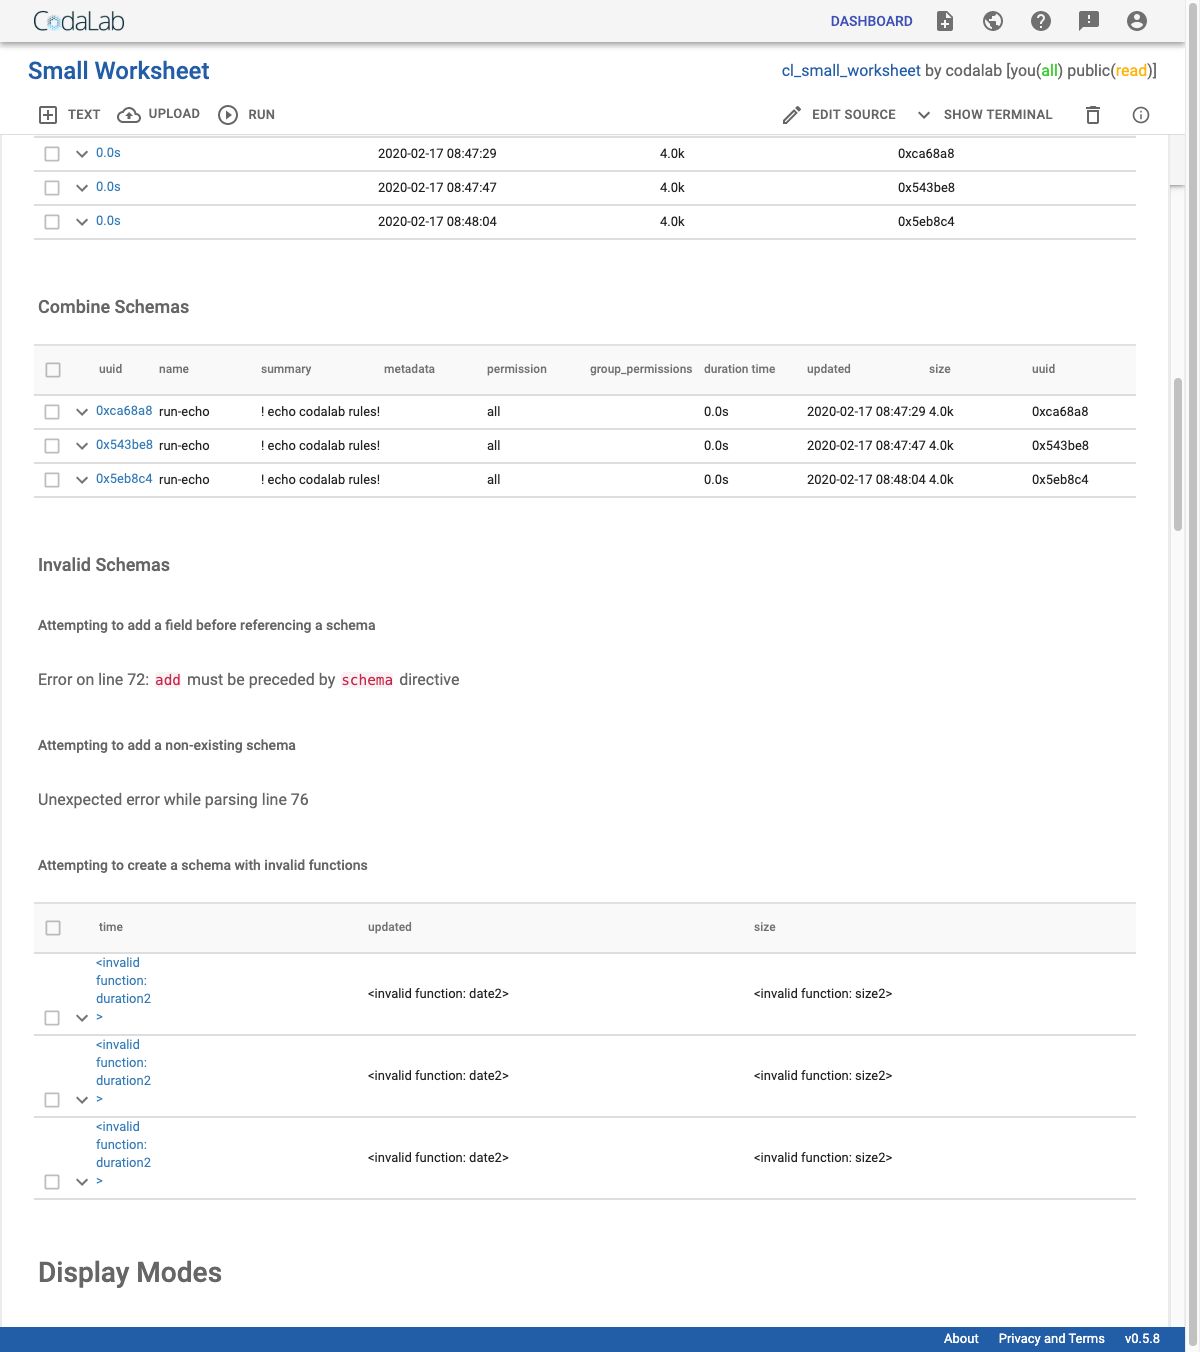 CodaLab
DASHBOARD
Small Worksheet
cl_small_worksheet by codalab [you(all) public(read)]
TEXT UPLOAD RUN
EDIT SOURCE SHOW TERMINAL
0.0s 2020-02-17 08:47:29 4.0k 0xca68a8
0.0s 2020-02-17 08:47:47 4.0k 0x543be8
0.0s 2020-02-17 08:48:04 4.0k 0x5eb8c4
Combine Schemas
uuid name summary metadata permission group_permissions duration time updated size uuid
0xca68a8 run-echo ! echo codalab rules! all 0.0s 2020-02-17 08:47:29 4.0k 0xca68a8
0x543be8 run-echo ! echo codalab rules! all 0.0s 2020-02-17 08:47:47 4.0k 0x543be8
0x5eb8c4 run-echo ! echo codalab rules! all 0.0s 2020-02-17 08:48:04 4.0k 0x5eb8c4
Invalid Schemas
Attempting to add a field before referencing a schema
Error on line 72: add must be preceded by schema directive
Attempting to add a non-existing schema
Unexpected error while parsing line 76
Attempting to create a schema with invalid functions
time updated size
<invalid
function:
duration2
>
<invalid function: date2> <invalid function: size2>
<invalid
function:
duration2
>
<invalid function: date2> <invalid function: size2>
<invalid
function:
duration2
>
<invalid function: date2> <invalid function: size2>
Display Modes
About Privacy and Terms v0.5.8